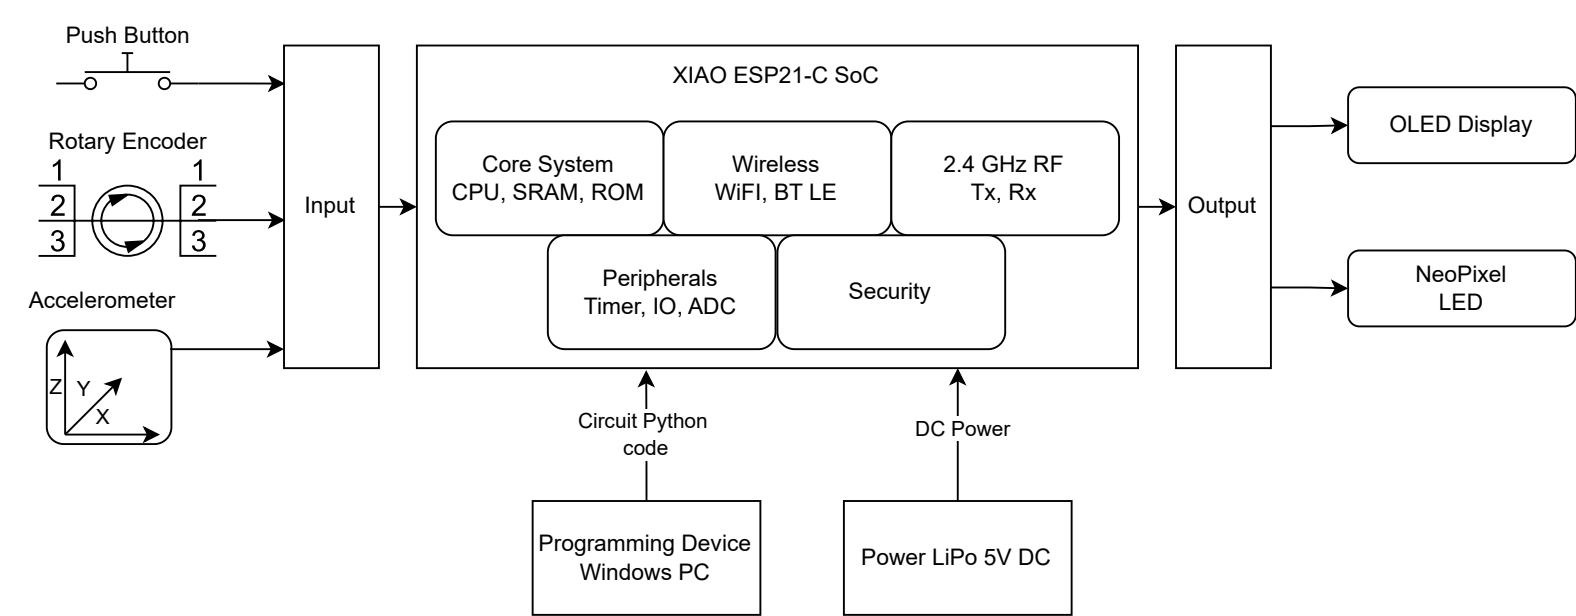 Push Button
Rotary Encoder
1 1
2 2
3 3
Accelerometer
Z Y
X
Input
XIAO ESP21-C SoC
Core System
CPU, SRAM, ROM
Wireless
WiFI, BT LE
2.4 GHz RF
Tx, Rx
Peripherals
Timer, IO, ADC
Security
Output
OLED Display
NeoPixel
LED
Circuit Python
code
DC Power
Programming Device
Windows PC
Power LiPo 5V DC